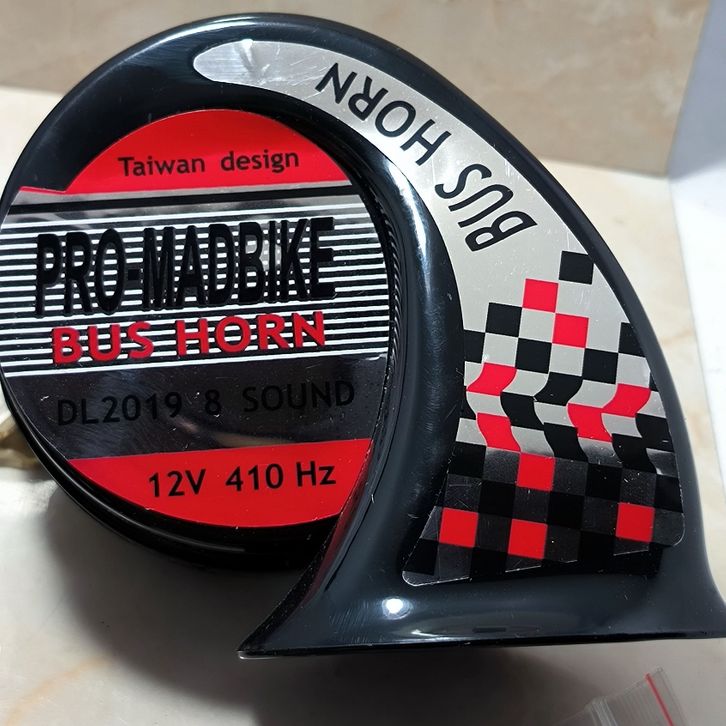 Taiwan design
PRO-MADBIKE
BUS HORN
DL2019 8 SOUND
12V 410 Hz
BUS HORN